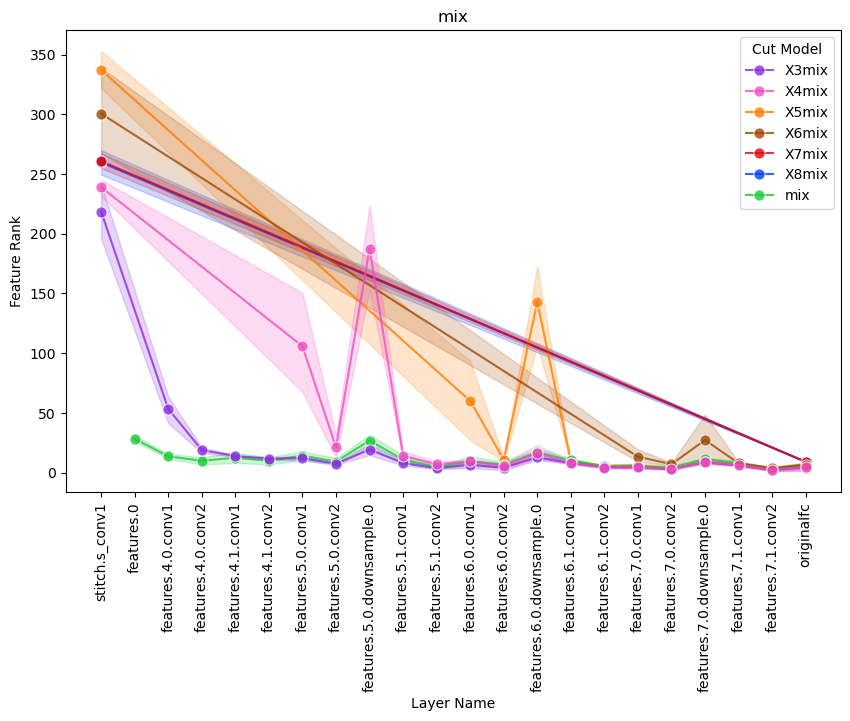 mix
Feature Rank
350
300
250
200
150
100
50
0
Cut Model
X3mix
X4mix
X5mix
X6mix
X7mix
X8mix
mix
stitch.s_conv1
features.0
features.4.0.conv1
features.4.0.conv2
features.4.1.conv1
features.4.1.conv2
features.5.0.conv1
features.5.0.conv2
features.5.0.downsample.0
features.5.1.conv1
features.5.1.conv2
features.6.0.conv1
features.6.0.conv2
features.6.0.downsample.0
features.6.1.conv1
features.6.1.conv2
features.7.0.conv1
features.7.0.conv2
features.7.0.downsample.0
features.7.1.conv1
features.7.1.conv2
originalfc
Layer Name